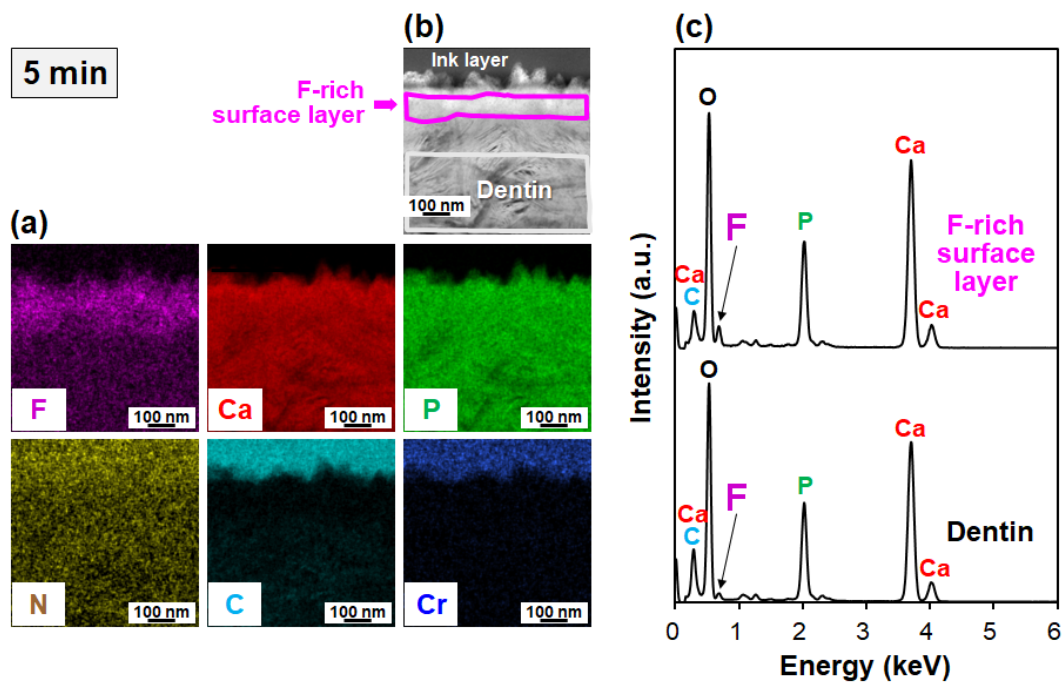 5 min
(b)
Ink layer
F-rich
surface layer
Dentin
100 nm
(a)
F
100 nm
Ca
100 nm
P
100 nm
N
100 nm
C
100 nm
Cr
100 nm
(c)
Intensity (a.u.)
O
Ca
F
P
Ca
C
Ca
F-rich
surface
layer
O
Ca
F
P
Ca
C
Ca
Dentin
0 1 2 3 4 5 6
Energy (keV)